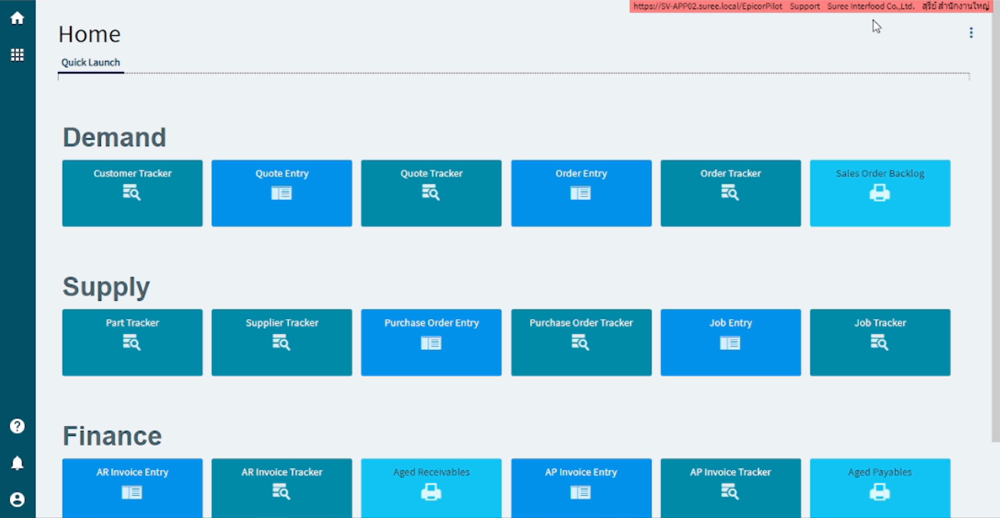 https://SV-APP02.suree.local/EpicorPilot Support Suree Interfood Co.,Ltd. สุรีย์ สำนักงานใหญ่
Home
Quick Launch
Demand
Customer Tracker
Quote Entry
Quote Tracker
Order Entry
Order Tracker
Sales Order Backlog
Supply
Part Tracker
Supplier Tracker
Purchase Order Entry
Purchase Order Tracker
Job Entry
Job Tracker
Finance
AR Invoice Entry
AR Invoice Tracker
Aged Receivables
AP Invoice Entry
AP Invoice Tracker
Aged Payables